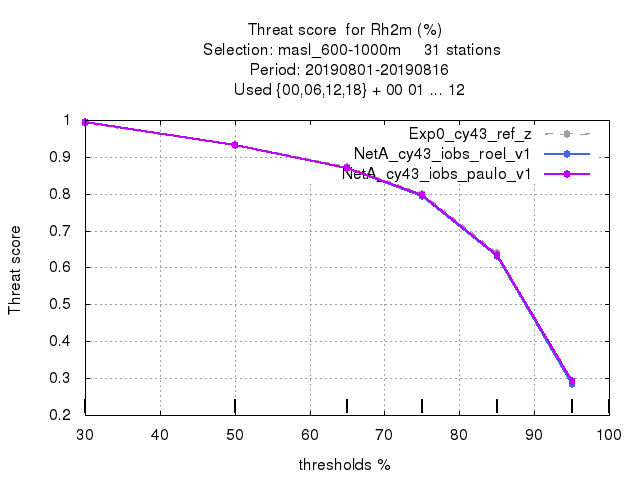 Threat score for Rh2m (%)
Selection: masl_600-1000m 31 stations
Period: 20190801-20190816
Used {00,06,12,18} + 00 01 ... 12
Exp0_cy43_ref_z
NetA_cy43_iobs_roel_v1
NetA_cy43_iobs_paulo_v1
1
0.9
0.8
0.7
0.6
0.5
0.4
0.3
0.2
Threat score
30 40 50 60 70 80 90 100
thresholds %